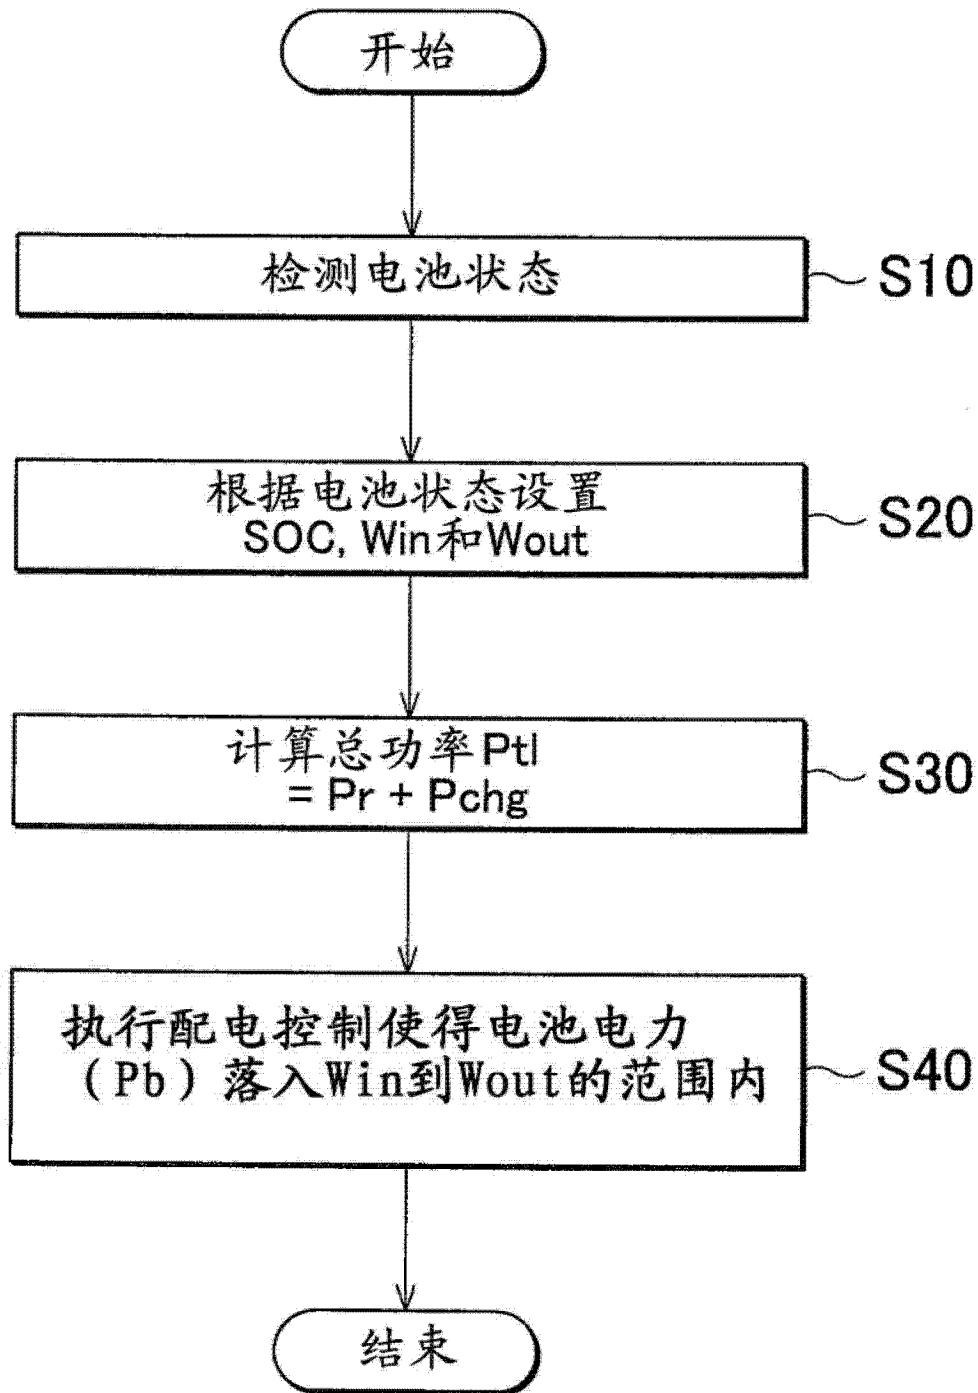 开始
检测电池状态
S10
根据电池状态设置
SOC, Win和Wout
S20
计算总功率Ptl
= Pr + Pchg
S30
执行配电控制使得电池电力
(Pb)落入Win到Wout的范围内
S40
结束